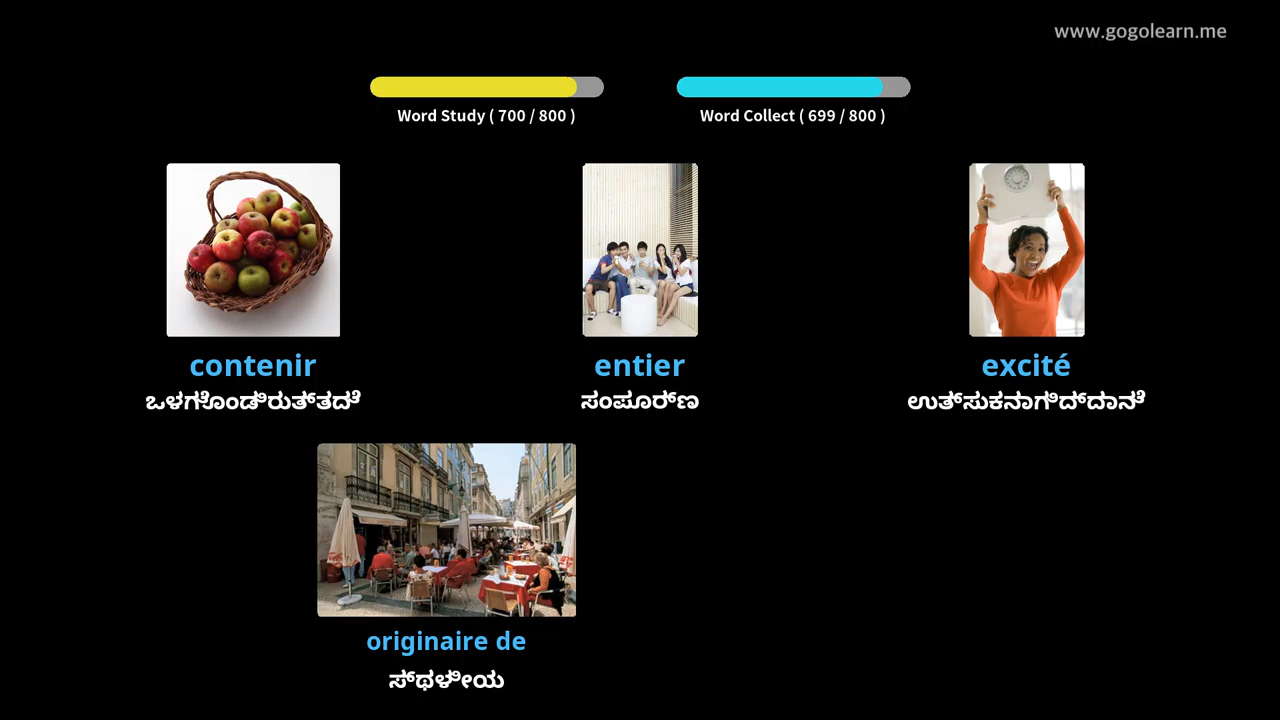 www.gogolearn.me
Word Study ( 700 / 800 )
Word Collect ( 699 / 800 )
contenir
entier
excité
ಒಳಗೊಂಡಿರುತ್ತದೆ
ಸಂಪೂರ್ಣ
ಉತ್ಸುಕನಾಗಿದ್ದಾನೆ
originaire de
ಸ್ಥಳೀಯ